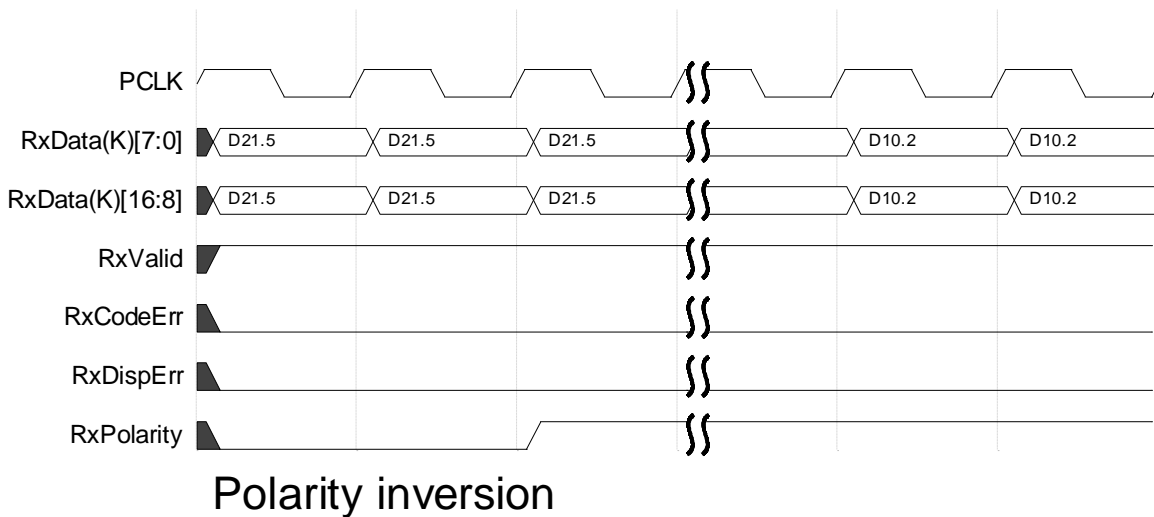 PCLK
RxData(K)[7:0] D21.5 D21.5 D21.5 D10.2 D10.2
RxData(K)[16:8] D21.5 D21.5 D21.5 D10.2 D10.2
RxValid
RxCodeErr
RxDispErr
RxPolarity
Polarity inversion